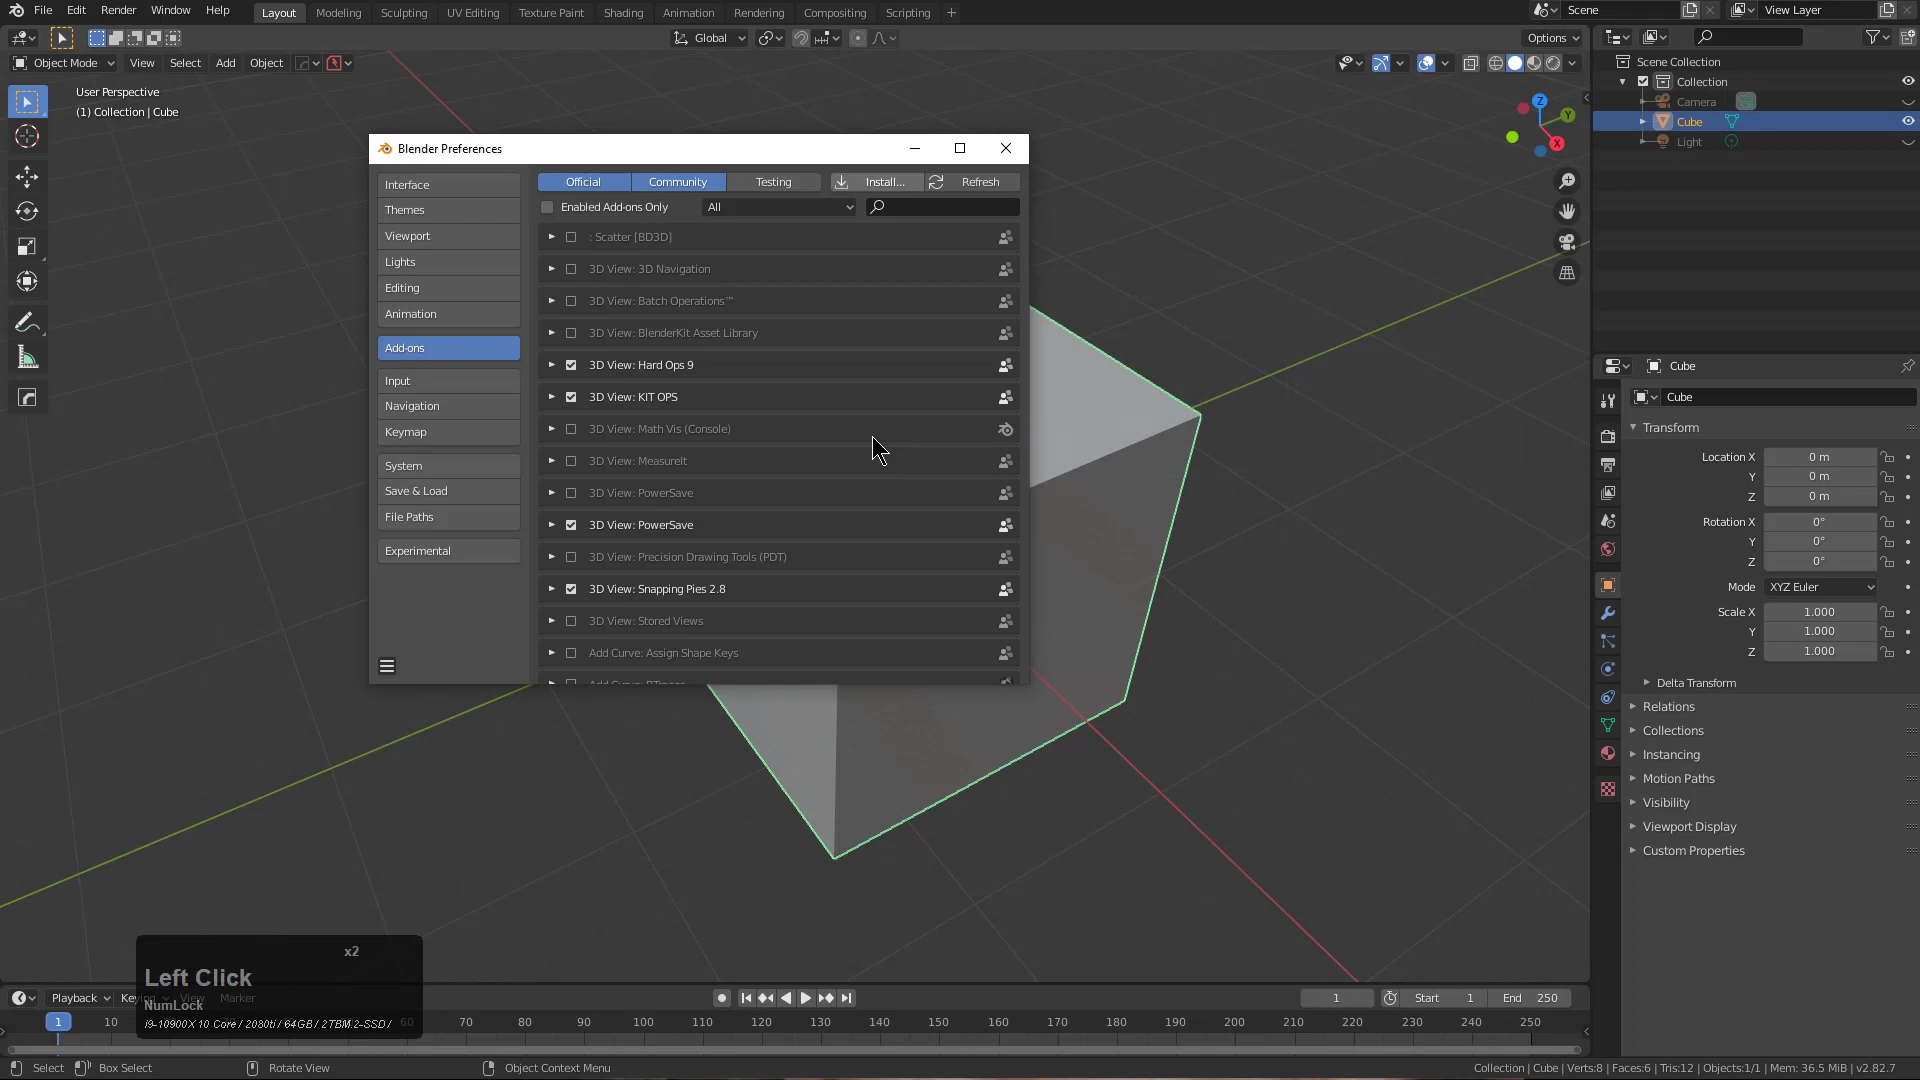 File Edit Render Window Help Layout Modeling Sculpting UV Editing Texture Paint Shading Animation Rendering Compositing Scripting + Scene View Layer
Global Options
Object Mode View Select Add Object
User Perspective
(1) Collection | Cube
Z
Y
X
Scene Collection
Collection
Camera
Cube
Light
Blender Preferences
Interface
Themes
Viewport
Lights
Editing
Animation
Add-ons
Input
Navigation
Keymap
System
Save & Load
File Paths
Experimental
Official Community Testing Install... Refresh
Enabled Add-ons Only All
: Scatter [BD3D]
3D View: 3D Navigation
3D View: Batch Operations™
3D View: BlenderKit Asset Library
3D View: Hard Ops 9
3D View: KIT OPS
3D View: Math Vis (Console)
3D View: MeasureIt
3D View: PowerSave
3D View: PowerSave
3D View: Precision Drawing Tools (PDT)
3D View: Snapping Pies 2.8
3D View: Stored Views
Add Curve: Assign Shape Keys
Cube
Cube
Transform
Location X 0 m
Y 0 m
Z 0 m
Rotation X 0°
Y 0°
Z 0°
Mode XYZ Euler
Scale X 1.000
Y 1.000
Z 1.000
Delta Transform
Relations
Collections
Instancing
Motion Paths
Visibility
Viewport Display
Custom Properties
x2
Left Click
NumLock
i9-10900X 10 Core / 2080ti / 64GB / 2TBM.2-SSD /
Playback View Marker 1 Start 1 End 250
1 10 60 70 80 90 100 110 120 130 140 150 160 170 180 190 200 210 220 230 240 250
Select Box Select Rotate View Object Context Menu Collection | Cube | Verts:8 | Faces:6 | Tris:12 | Objects:1/1 | Mem: 36.5 MiB | v2.82.7